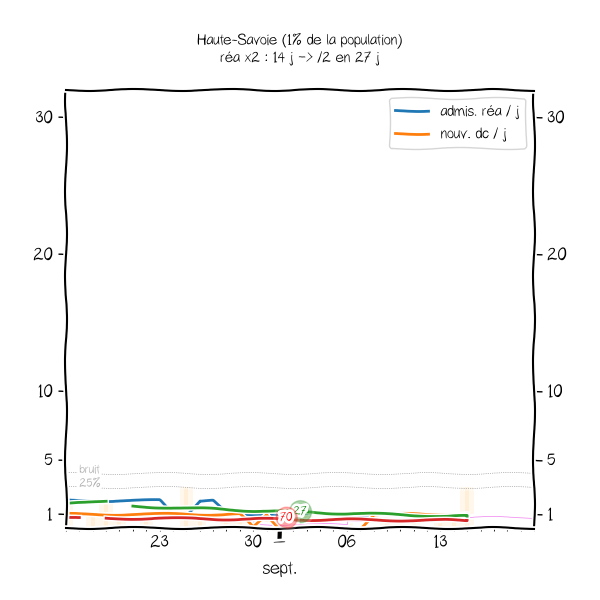 Haute-Savoie (1% de la population)
réa x2 : 14 j -> /2 en 27 j
admis. réa / j
nouv. dc / j
30
30
20
20
10
10
5
5
bruit
25%
1
1
70
27
23
30
06
13
sept.